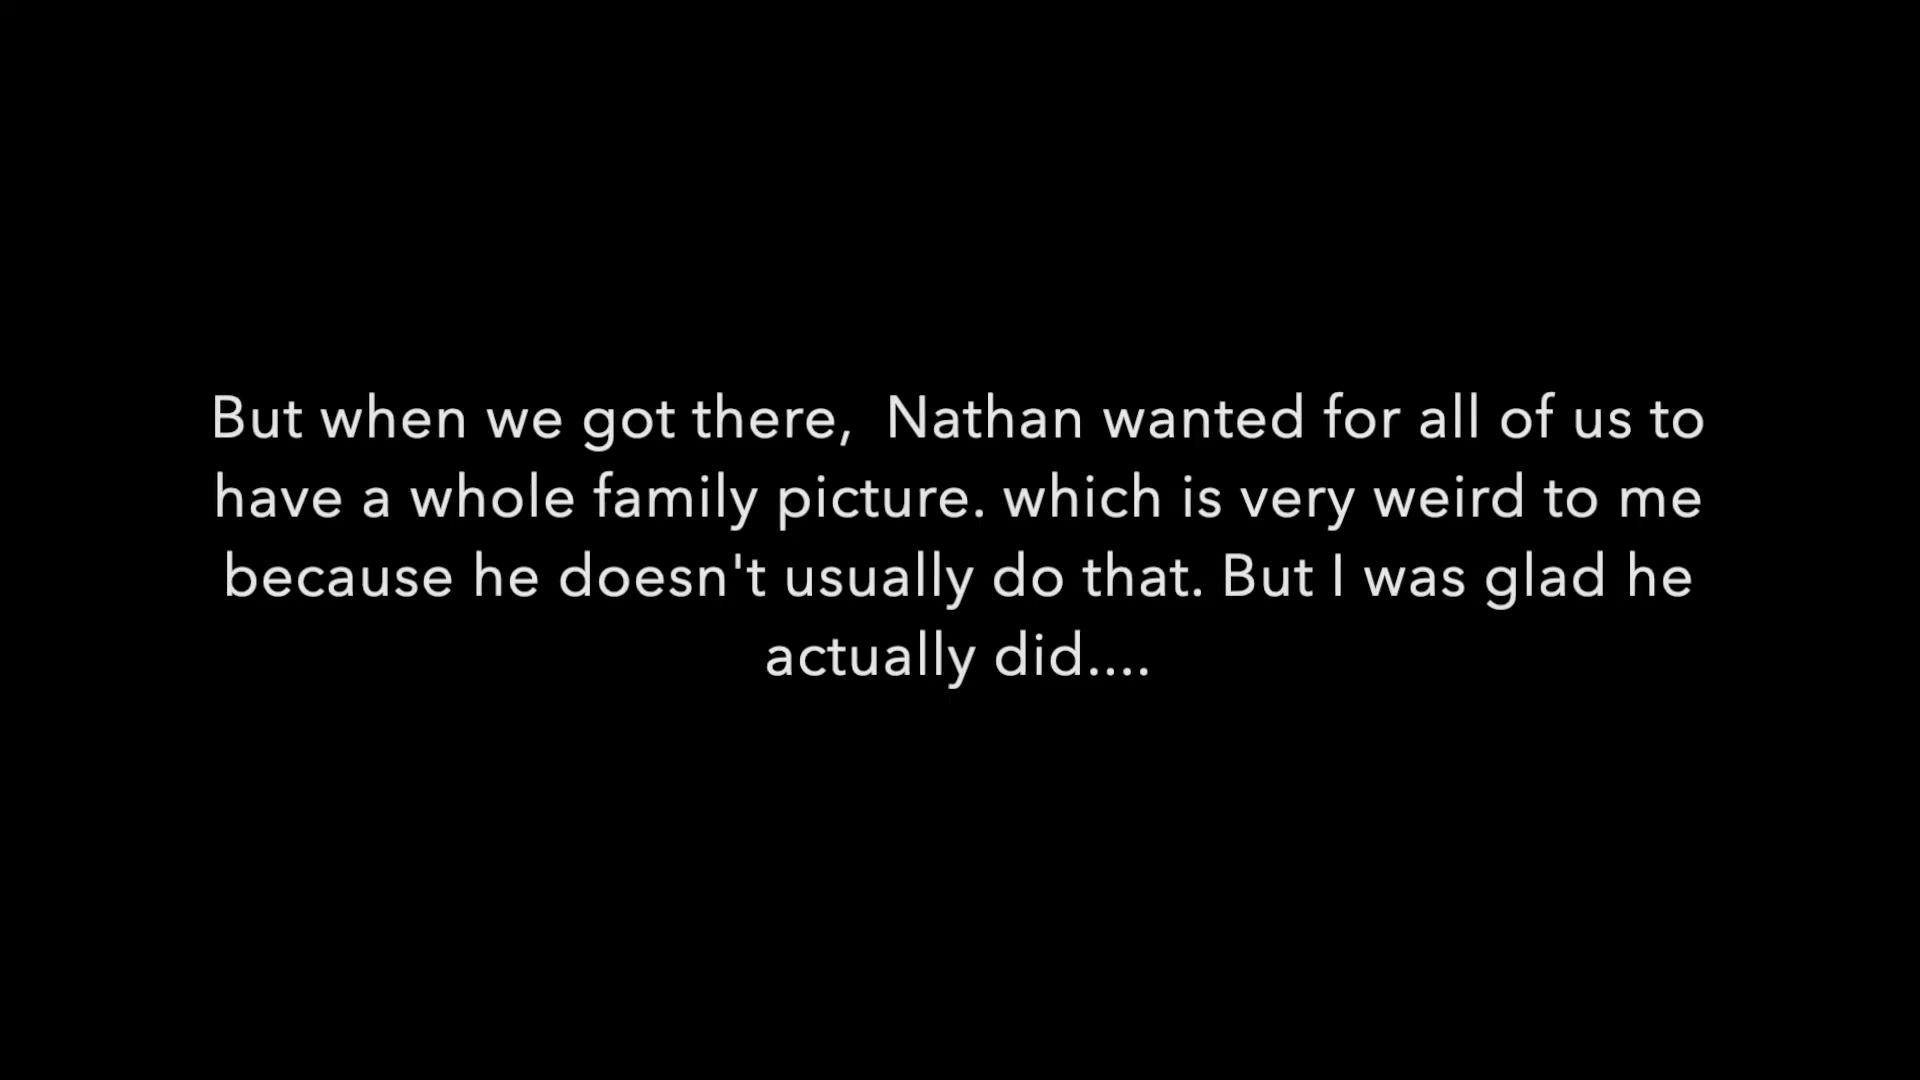 But when we got there,  Nathan wanted for all of us to
have a whole family picture. which is very weird to me
because he doesn't usually do that. But I was glad he
actually did....